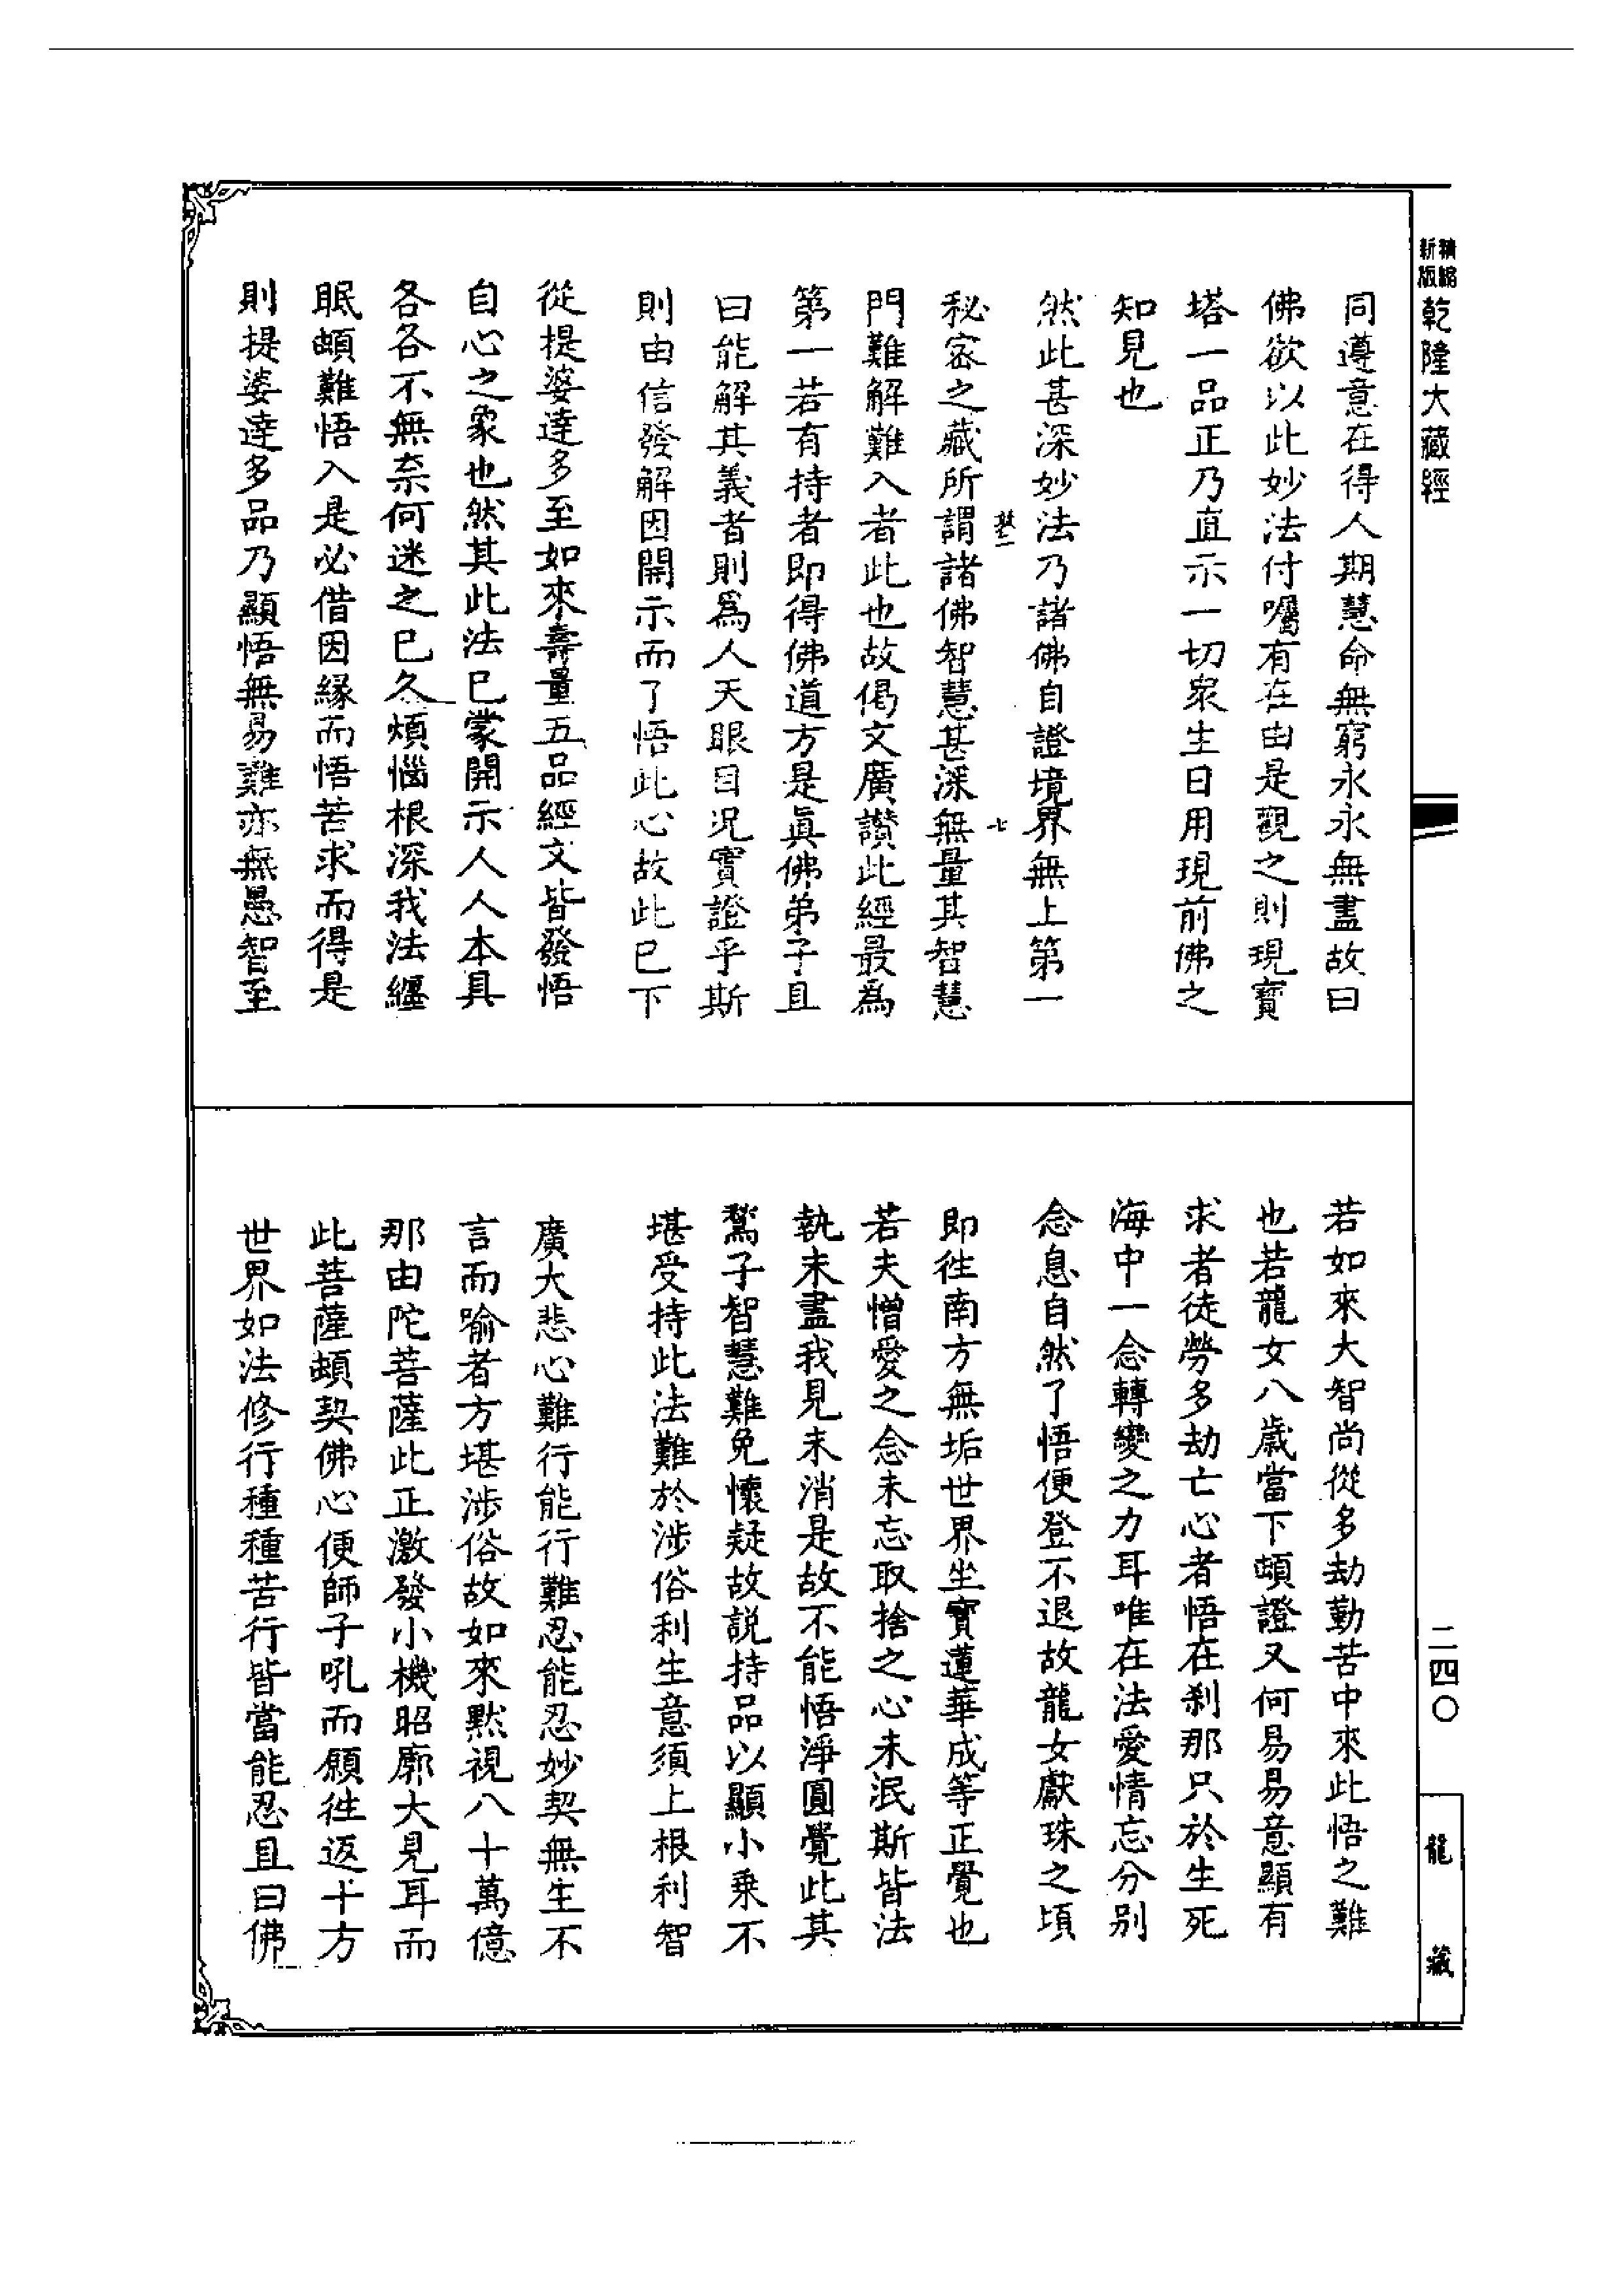 精縮新版乾隆大藏經
同遵意在得人期慧命無窮永永無盡故曰
佛欲以此妙法付囑有在由是觀之則現寶
塔一品正乃直示一切衆生日用現前佛之
知見也
然此甚深妙法乃諸佛自證境界無上第一
七
秘密之藏所謂諸佛智慧甚深無量其智慧
門難解難入者此也故偈文廣讚此經最爲
第一若有持者即得佛道方是眞佛弟子且
曰能解其義者則爲人天眼目况實證乎斯
則由信發解因開示而了悟此心故此已下
從提婆達多至如來壽量五品經文皆發悟
自心之象也然其此法已蒙開示人人本具
各各不無柰何迷之已久煩惱根深我法纏
眠頓難悟入是必借因緣而悟苦求而得是
則提婆達多品乃顯悟無易難亦無愚智至
若如來大智尚從多劫勤苦中來此悟之難
也若龍女八歲當下頓證又何易易意顯有
求者徒勞多劫亡心者悟在剎那只於生死
海中一念轉變之力耳唯在法愛情忘分别
念息自然了悟便登不退故龍女獻珠之頃
即徃南方無垢世界坐寶蓮華成等正覺也
若夫憎愛之念未忘取捨之心未泯斯皆法
執未盡我見未消是故不能悟淨圓覺此其
鶖子智慧難免懷疑故説持品以顯小乗不
堪受持此法難於涉俗利生意須上根利智
廣大悲心難行能行難忍能忍妙契無生不
言而喻者方堪涉俗故如來默視八十萬億
那由陀菩薩此正激發小機昭廓大見耳而
此菩薩頓契佛心便師子吼而願徃返十方
世界如法修行種種苦行皆當能忍且曰佛
二四〇
龍藏